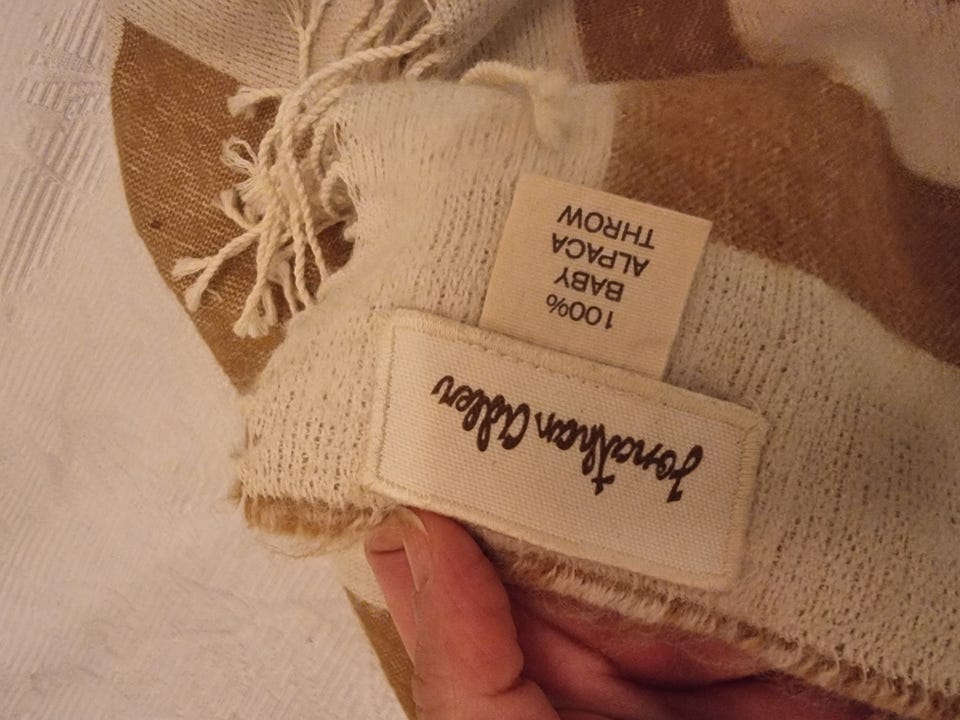 Jonathan Adler
100%
BABY
ALPACA
THROW